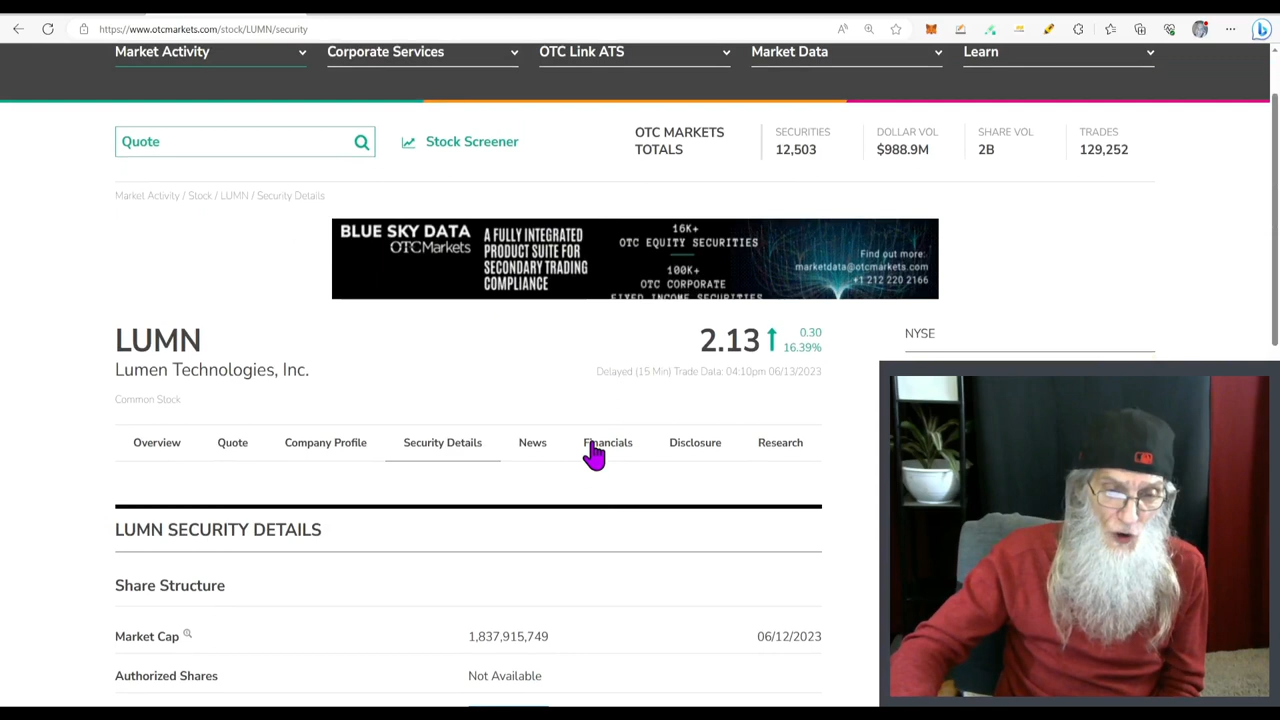 https://www.otcmarkets.com/stock/LUMN/security
Market Activity
Corporate Services
OTC Link ATS
Market Data
Learn
Quote
Stock Screener
OTC MARKETS
TOTALS
SECURITIES
12,503
DOLLAR VOL
$988.9M
SHARE VOL
2B
TRADES
129,252
Market Activity / Stock / LUMN / Security Details
BLUE SKY DATA
OTCMarkets
A FULLY INTEGRATED
PRODUCT SUITE FOR
SECONDARY TRADING
COMPLIANCE
16K+
OTC EQUITY SECURITIES
100K+
OTC CORPORATE
FIXED INCOME SECURITIES
Find out more:
marketdata@otcmarkets.com
+1 212 220 2166
LUMN
2.13
0.30
16.39%
Lumen Technologies, Inc.
Delayed (15 Min) Trade Data: 04:10pm 06/13/2023
Common Stock
NYSE
Overview
Quote
Company Profile
Security Details
News
Financials
Disclosure
Research
LUMN SECURITY DETAILS
Share Structure
Market Cap
1,837,915,749
06/12/2023
Authorized Shares
Not Available